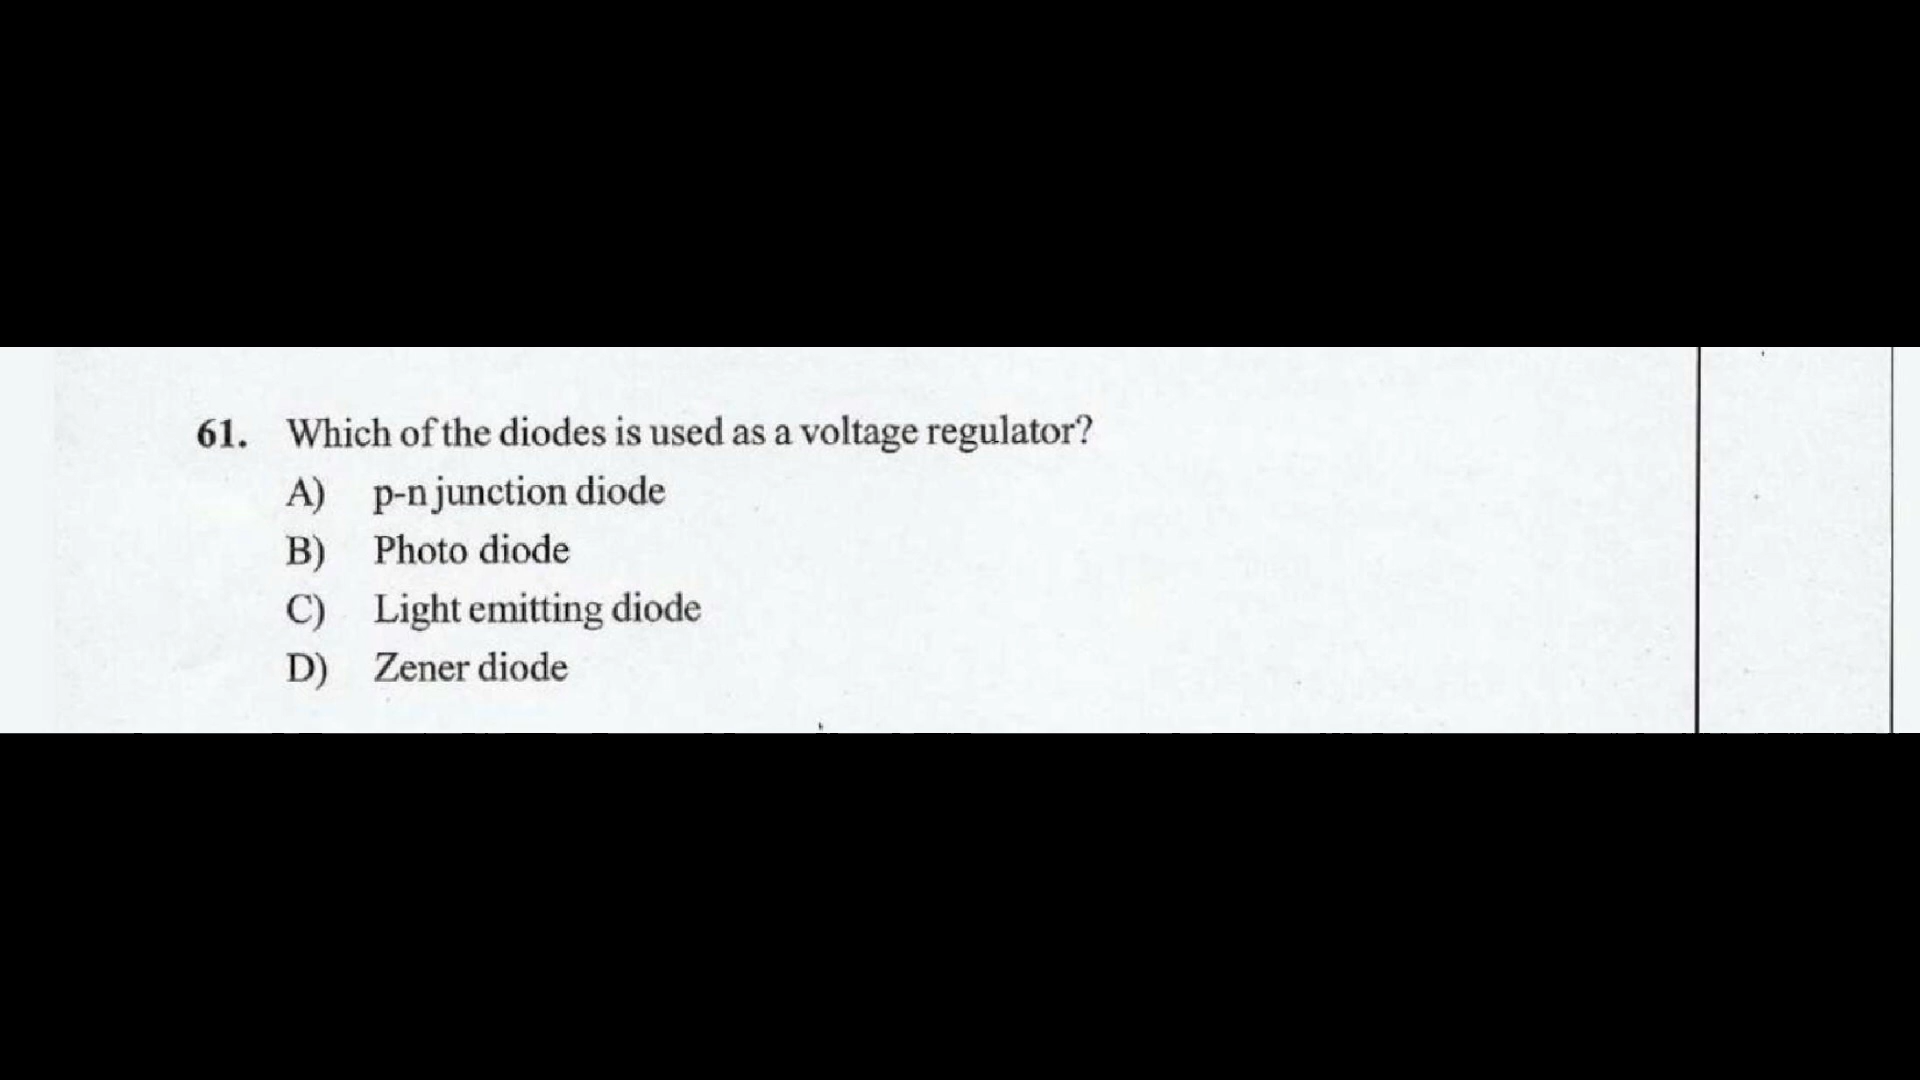 61. Which of the diodes is used as a voltage regulator?
A) p-n junction diode
B) Photo diode
C) Light emitting diode
D) Zener diode